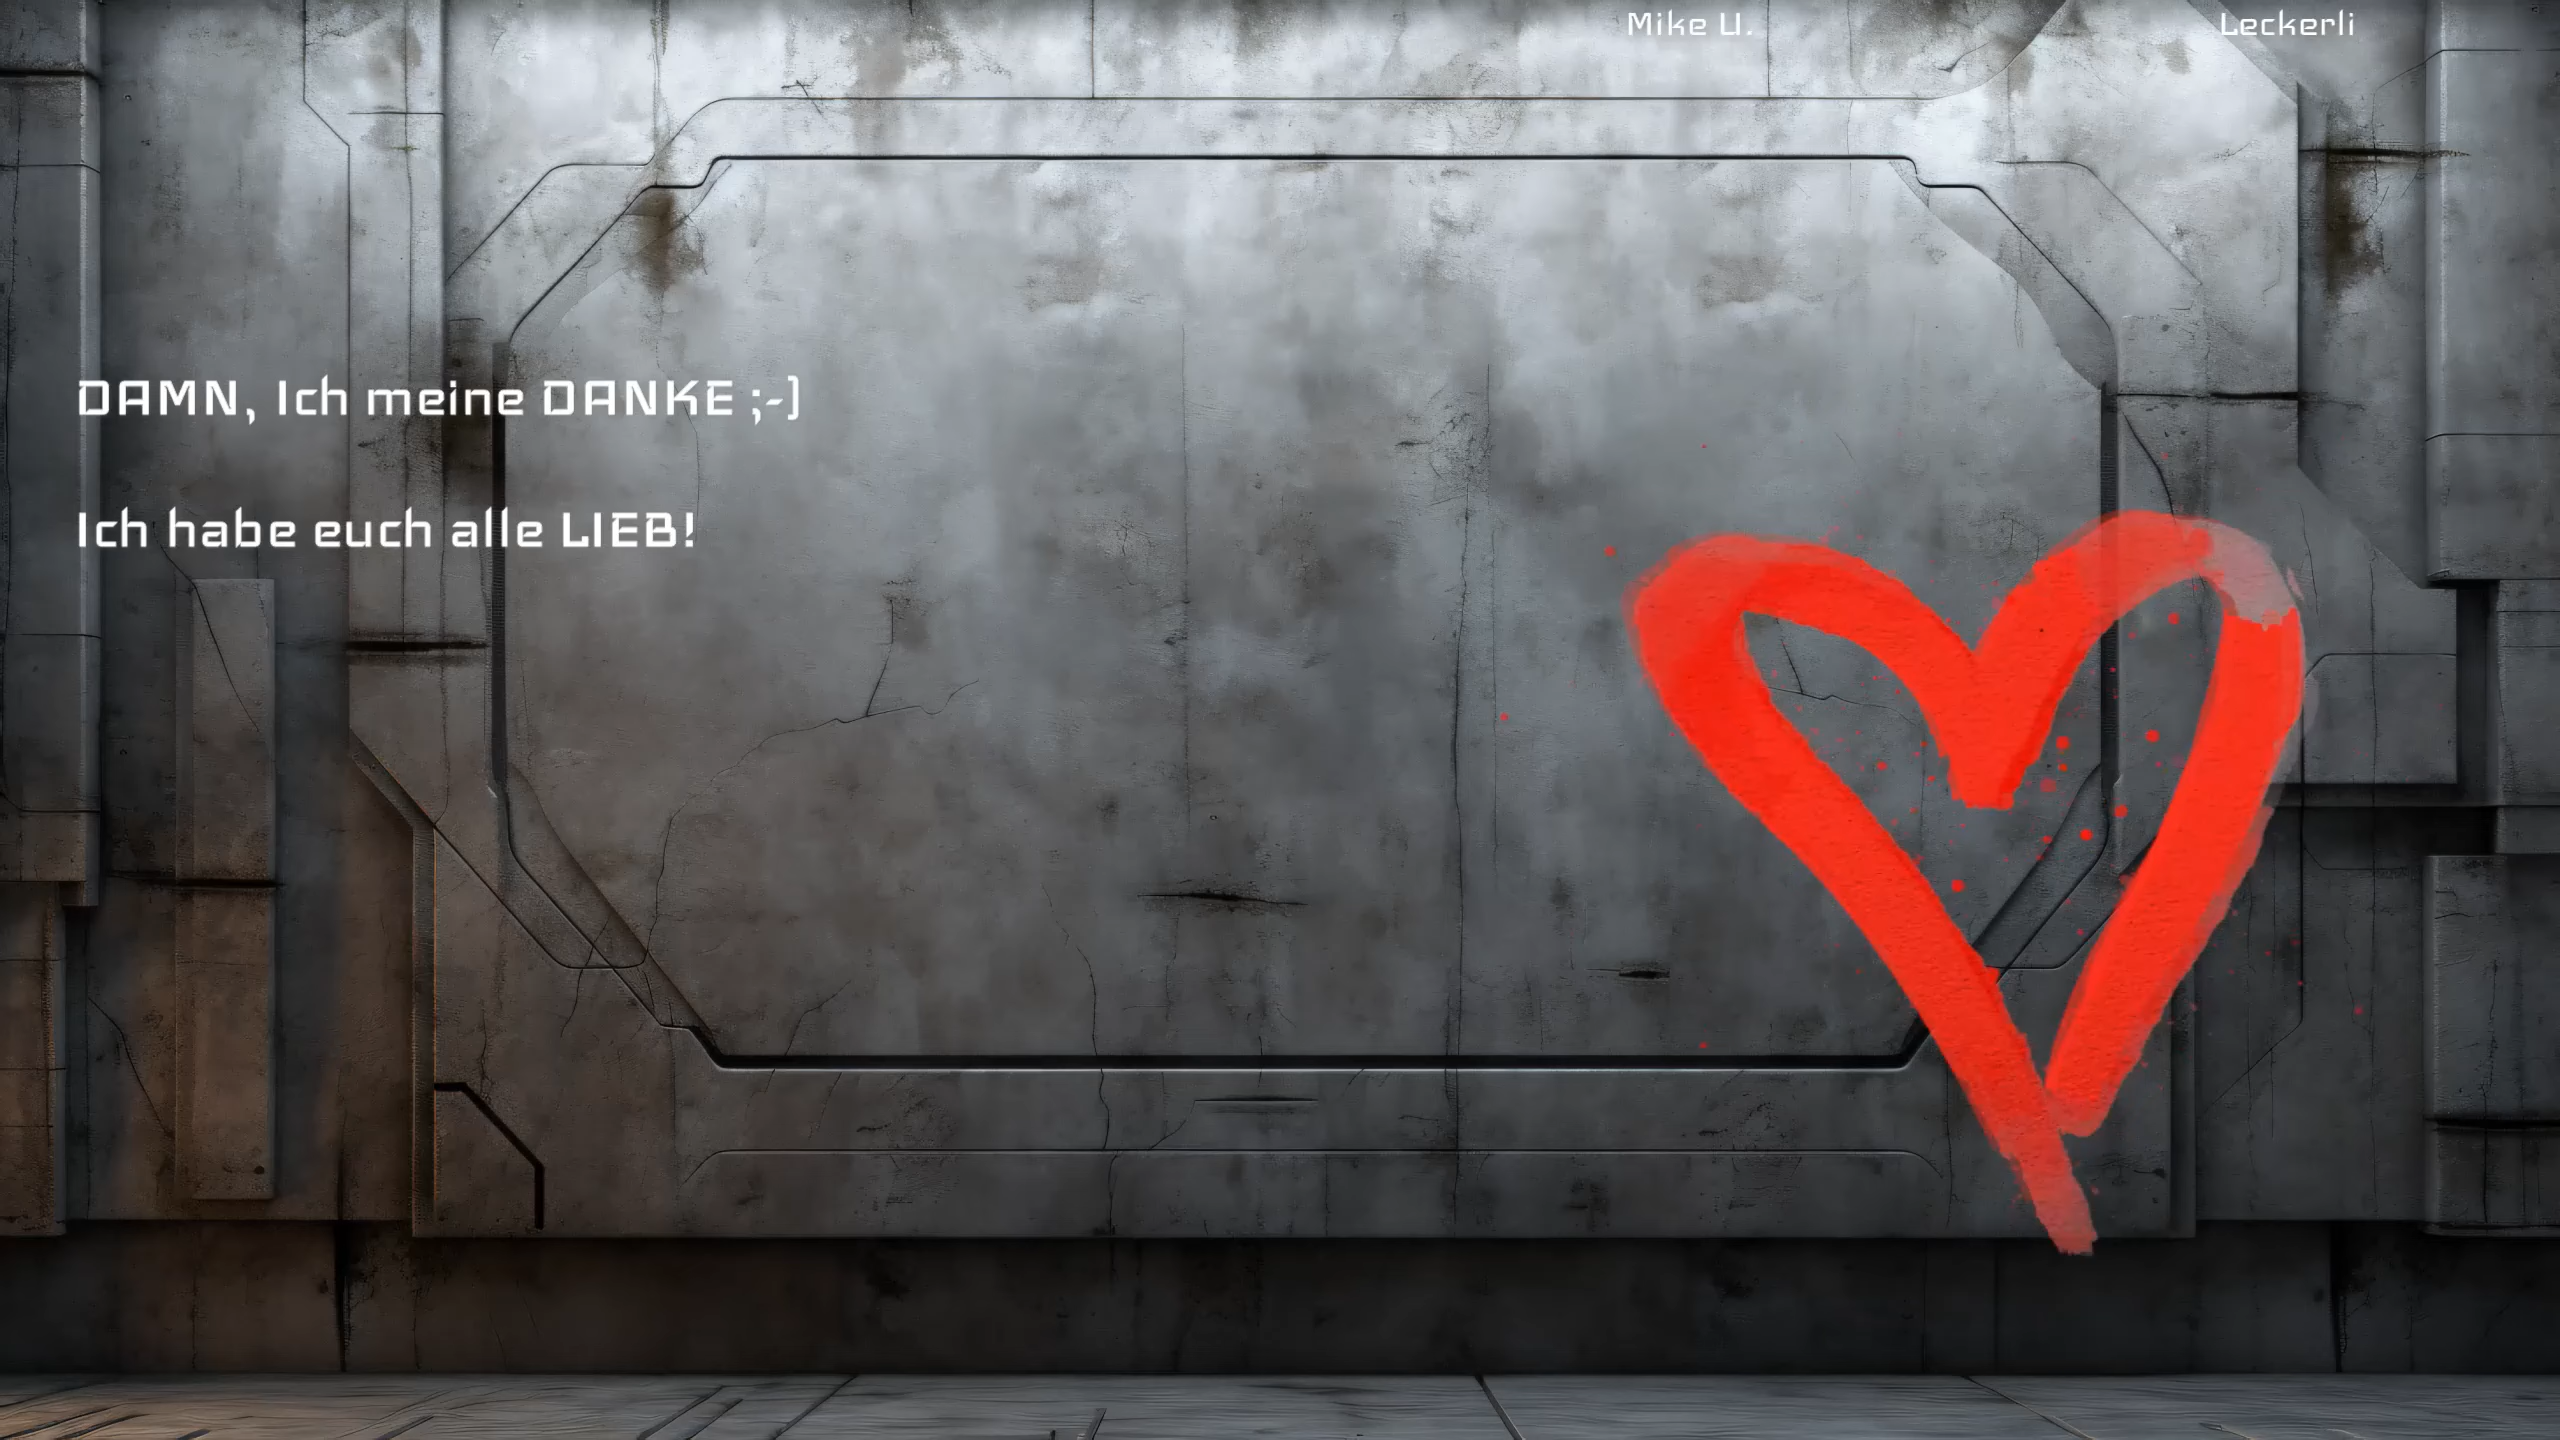 Mike U. Leckerli
DAMN, Ich meine DANKE ;-)
Ich habe euch alle LIEB!